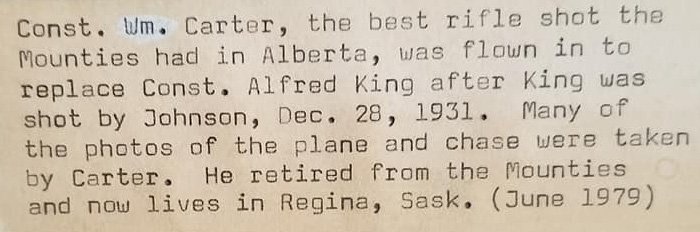 Const. Wm. Carter, the best rifle shot the
Mounties had in Alberta, was flown in to
replace Const. Alfred King after King was
shot by Johnson, Dec. 28, 1931.  Many of
the photos of the plane and chase were taken
by Carter.  He retired from the Mounties
and now lives in Regina, Sask. (June 1979)